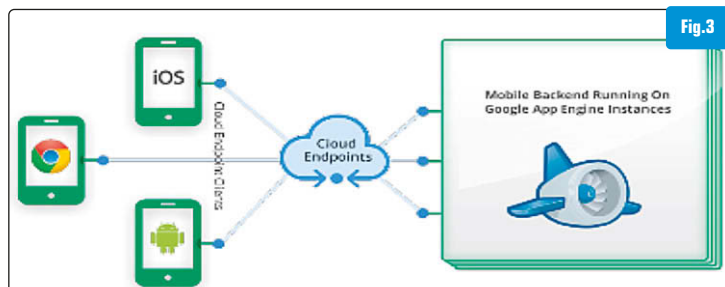 Fig.3
iOS
Cloud Endpoint Clients
Cloud
Endpoints
Mobile Backend Running On
Google App Engine Instances